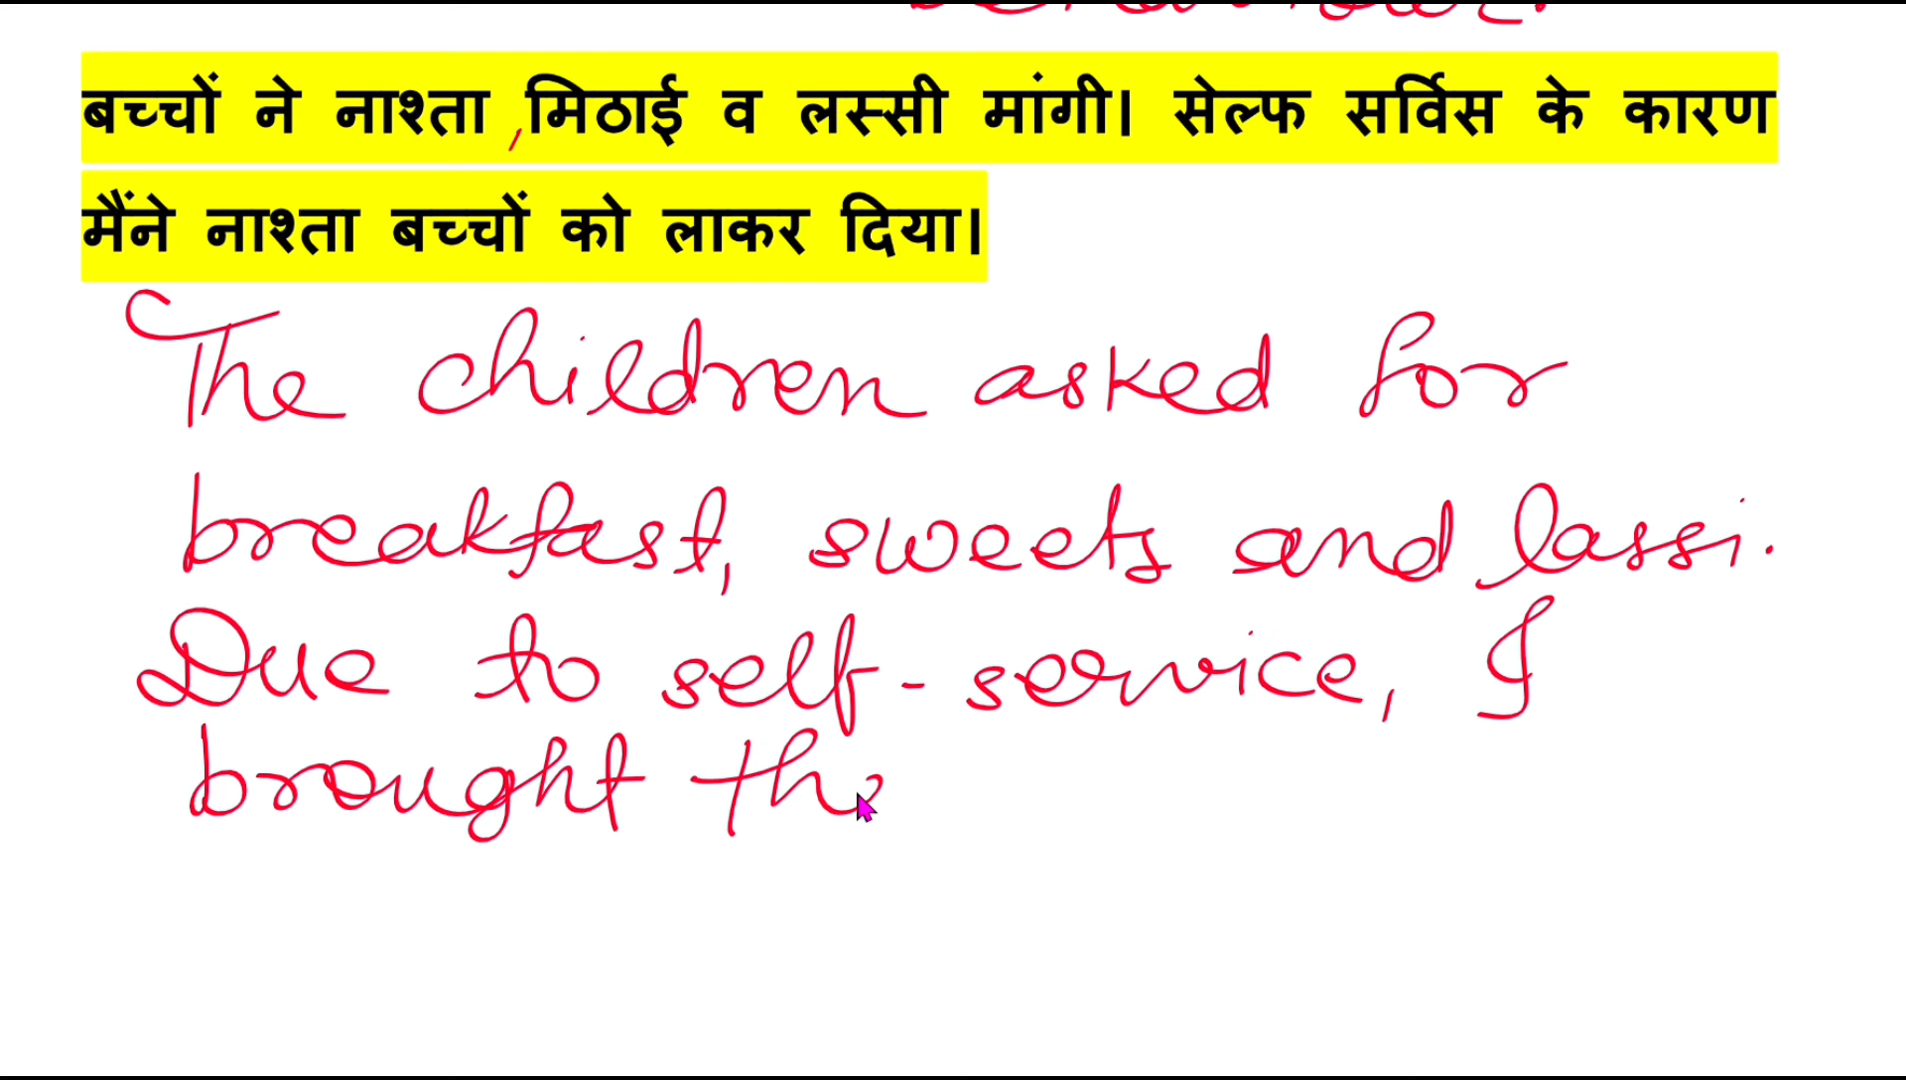 बच्चों ने नाश्ता ,मिठाई व लस्सी मांगी। सेल्फ सर्विस के कारण
मैंने नाश्ता बच्चों को लाकर दिया।
The children asked for
breakfast, sweets and lassi.
Due to self-service, I
brought the